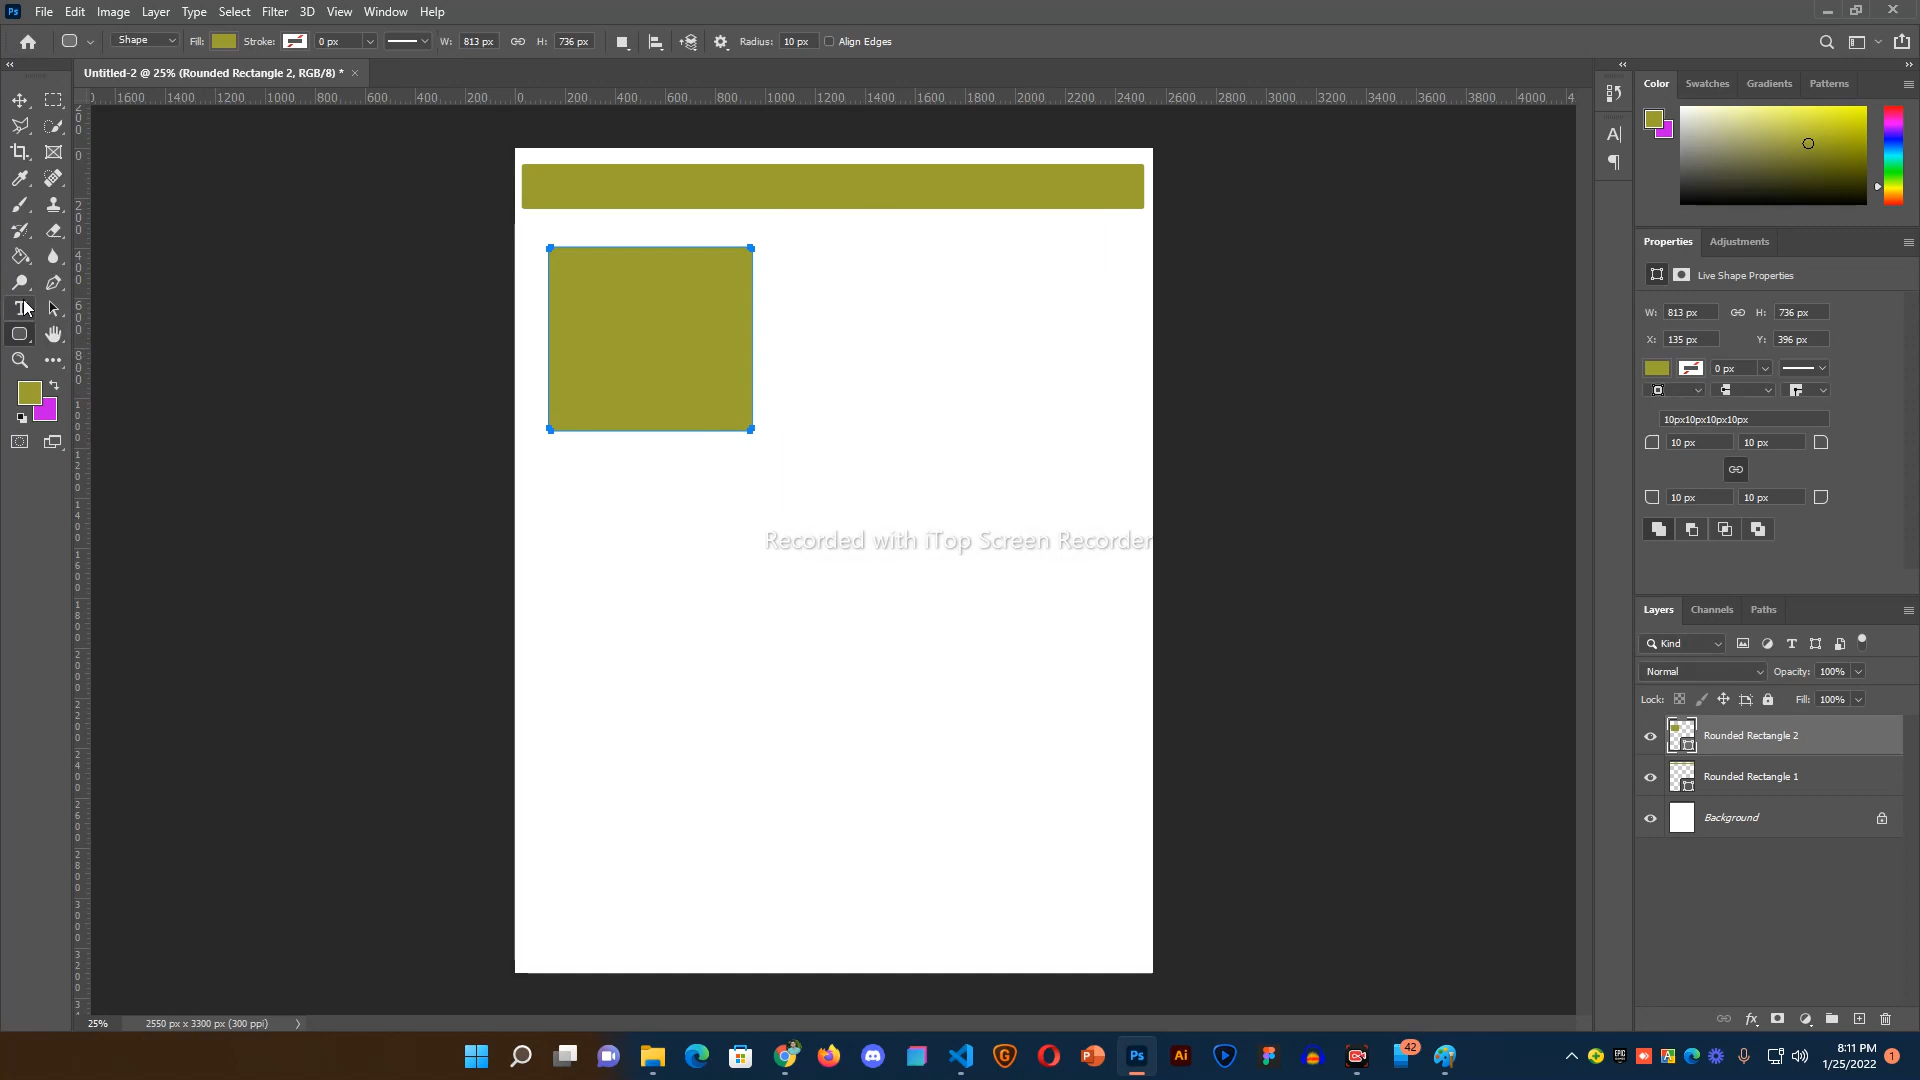 Ps File Edit Image Layer Type Select Filter 3D View Window Help
Shape Fill: Stroke: 0 px W: 813 px H: 736 px Radius: 10 px Align Edges
Untitled-2 @ 25% (Rounded Rectangle 2, RGB/8) *
1600 1400 1200 1000 800 600 400 200 0 200 400 600 800 1000 1200 1400 1600 1800 2000 2200 2400 2600 2800 3000 3200 3400 3600 3800 4000
Color Swatches Gradients Patterns
Properties Adjustments
Live Shape Properties
W: 813 px H: 736 px
X: 135 px Y: 396 px
0 px
10px10px10px10px
10 px 10 px
10 px 10 px
Recorded with iTop Screen Recorder
Layers Channels Paths
Kind
Normal Opacity: 100%
Lock: Fill: 100%
Rounded Rectangle 2
Rounded Rectangle 1
Background
25% 2550 px x 3300 px (300 ppi)
Ps Ai 42
8:11 PM
1/25/2022
1